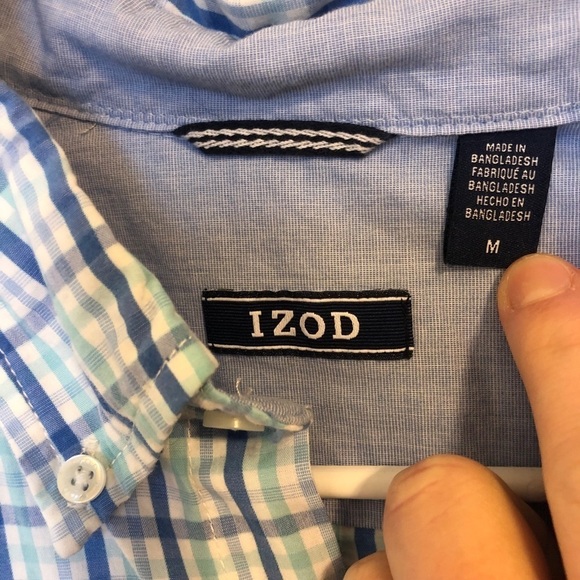 MADE IN
BANGLADESH
FABRIQUÉ AU
BANGLADESH
HECHO EN
BANGLADESH
M
IZOD